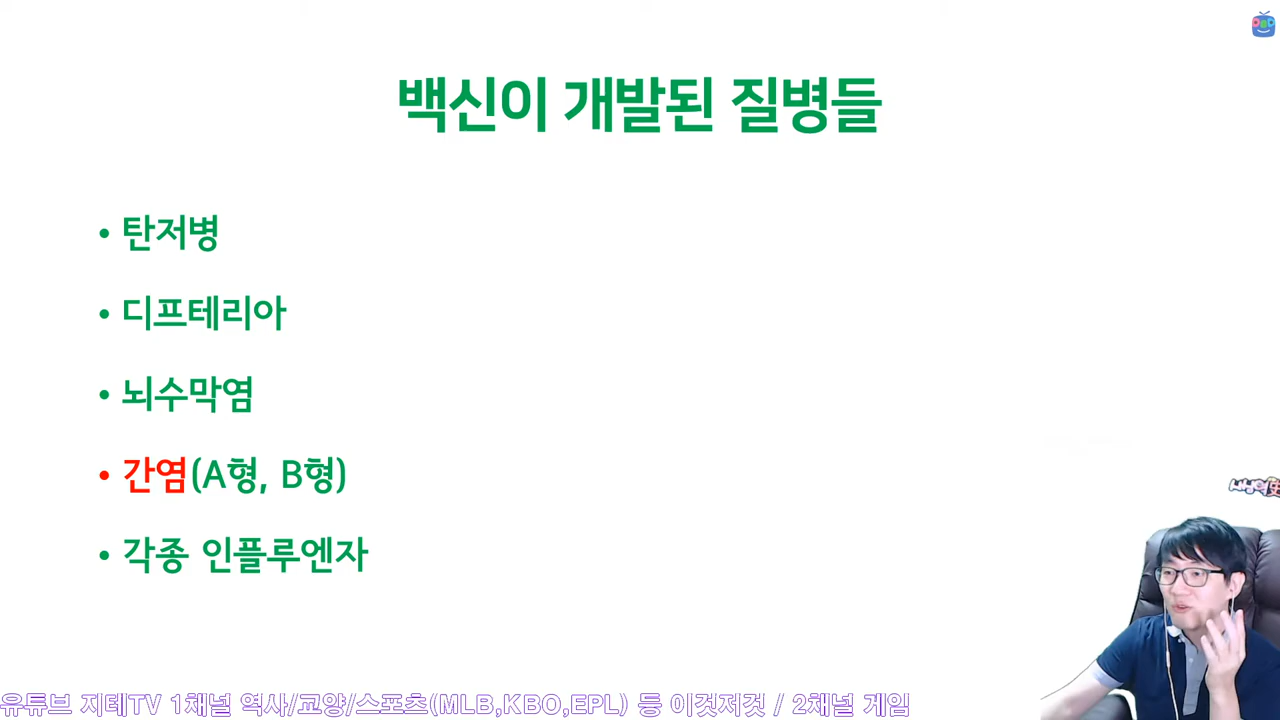 백신이 개발된 질병들
• 탄저병
• 디프테리아
• 뇌수막염
• 간염(A형, B형)
• 각종 인플루엔자
유튜브 지테TV 1채널 역사/교양/스포츠(MLB,KBO,EPL) 등 이것저것 / 2채널 게임